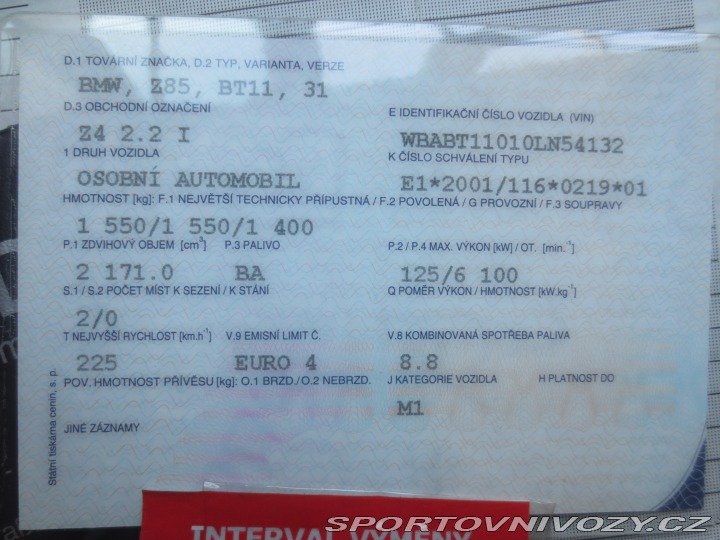 D.1 TOVÁRNÍ ZNAČKA, D.2 TYP, VARIANTA, VERZE
BMW, Z85, BT11, 31
D.3 OBCHODNÍ OZNAČENÍ E IDENTIFIKAČNÍ ČÍSLO VOZIDLA (VIN)
Z4 2.2 I WBABT11010LN54132
1 DRUH VOZIDLA K ČÍSLO SCHVÁLENÍ TYPU
OSOBNÍ AUTOMOBIL E1*2001/116*0219*01
HMOTNOST [kg]: F.1 NEJVĚTŠÍ TECHNICKY PŘÍPUSTNÁ / F.2 POVOLENÁ / G PROVOZNÍ / F.3 SOUPRAVY
1 550/1 550/1 400
P.1 ZDVIHOVÝ OBJEM [cm³] P.3 PALIVO P.2 / P.4 MAX. VÝKON [kW] / OT. [min.⁻¹]
2 171.0 BA 125/6 100
S.1 / S.2 POČET MÍST K SEZENÍ / K STÁNÍ Q POMĚR VÝKON / HMOTNOST [kW.kg⁻¹]
2/0
T NEJVYŠŠÍ RYCHLOST [km.h⁻¹] V.9 EMISNÍ LIMIT Č. V.8 KOMBINOVANÁ SPOTŘEBA PALIVA
225 EURO 4 8.8
POV. HMOTNOST PŘÍVĚSU [kg]: O.1 BRZD./O.2 NEBRZD. J KATEGORIE VOZIDLA H PLATNOST DO
M1
JINÉ ZÁZNAMY
Státní tiskárna cenin, s. p.
INTERVAL VÝMĚNY
SPORTOVNIVOZY.CZ